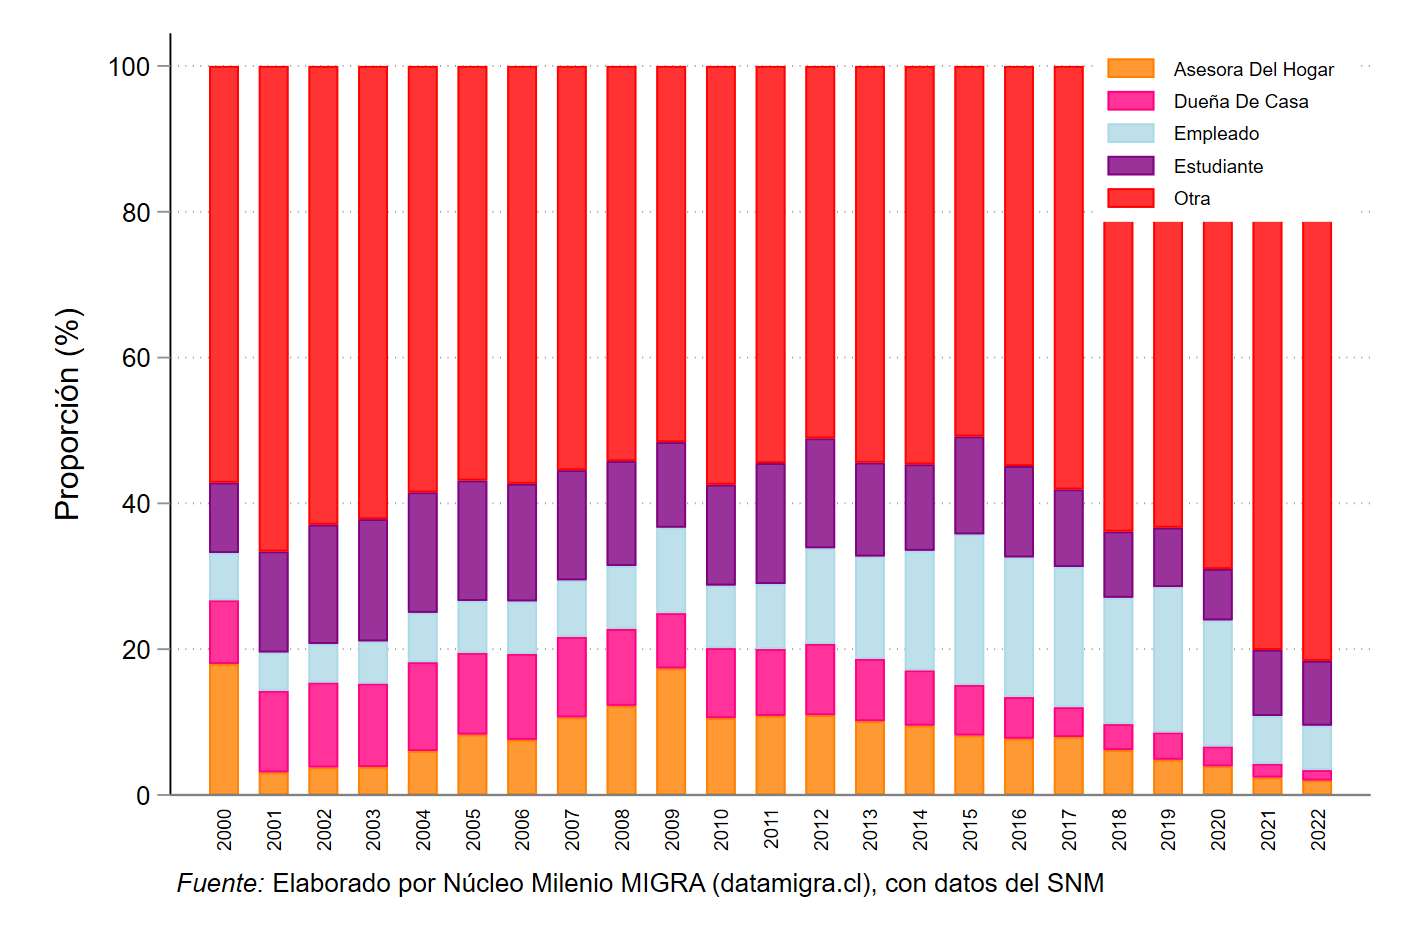 100
80
60
40
20
0
Proporción (%)
Asesora Del Hogar
Dueña De Casa
Empleado
Estudiante
Otra
2000 2001 2002 2003 2004 2005 2006 2007 2008 2009 2010 2011 2012 2013 2014 2015 2016 2017 2018 2019 2020 2021 2022
Fuente: Elaborado por Núcleo Milenio MIGRA (datamigra.cl), con datos del SNM